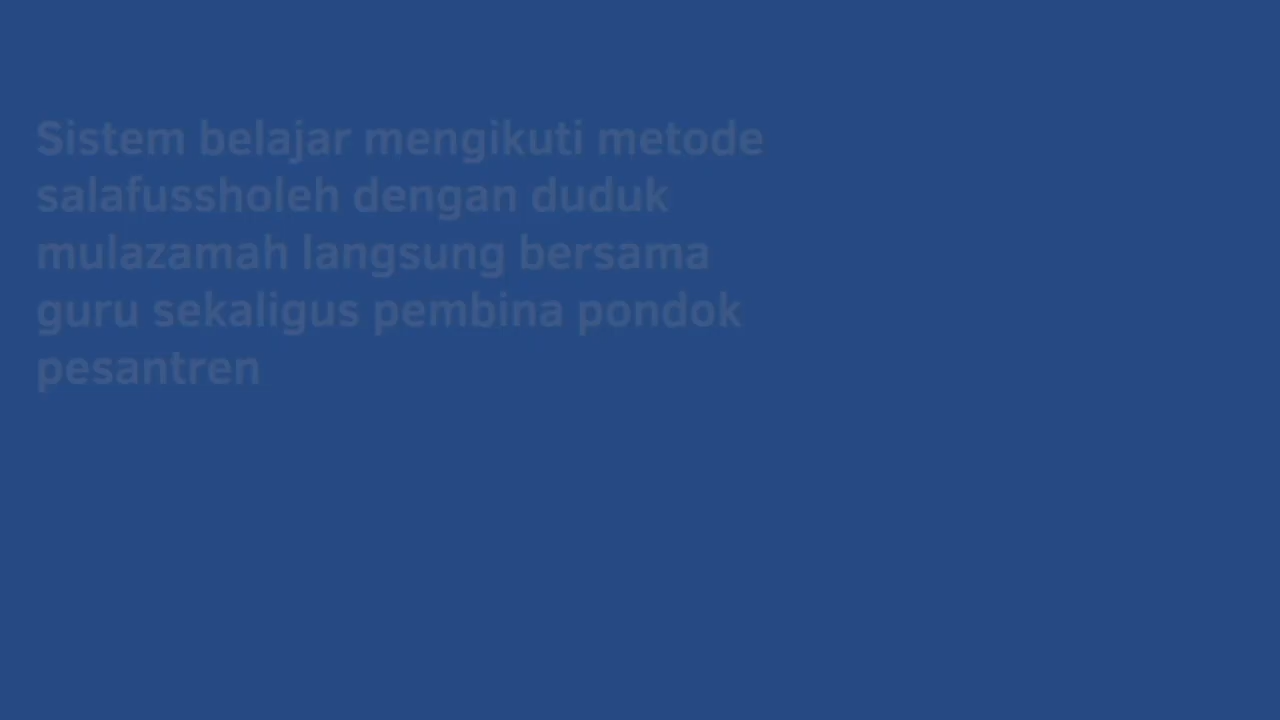 Sistem belajar mengikuti metode
salafussholeh dengan duduk
mulazamah langsung bersama
guru sekaligus pembina pondok
pesantren